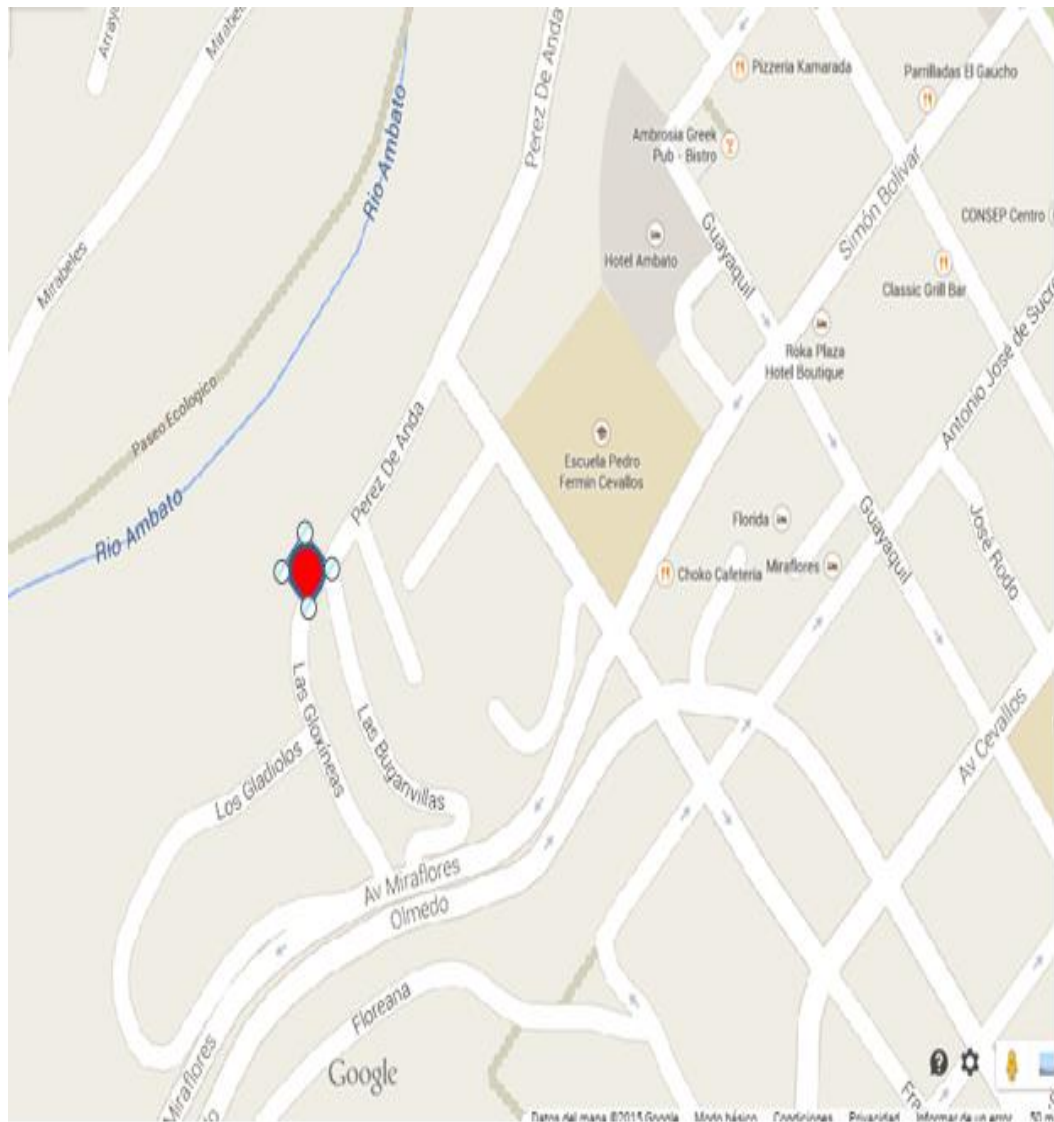 Mirabeles
Perez De Anda
Pizzeria Kamarada
Parrilladas El Gaucho
Ambrosia Greek
Pub - Bistro
Rio Ambato
Simón Bolívar
CONSEP Centro
Guayaquil
Hotel Ambato
Mirabeles
Classic Grill Bar
Roka Plaza
Hotel Boutique
Antonio José de Sucre
Paseo Ecologico
Perez De Anda
Escuela Pedro
Fermin Cevallos
Rio Ambato
Florida
Guayaquil
José Rodo
Choko Cafeteria
Miraflores
Las Gloxineas
Las Buganvillas
Los Gladiolos
Av Cevallos
Av Miraflores
Olmedo
Floreana
Google
Miraflores
Datos del mapa ©2015 Google
Modo básico
Condiciones
Privacidad
Informar de un error
50 m